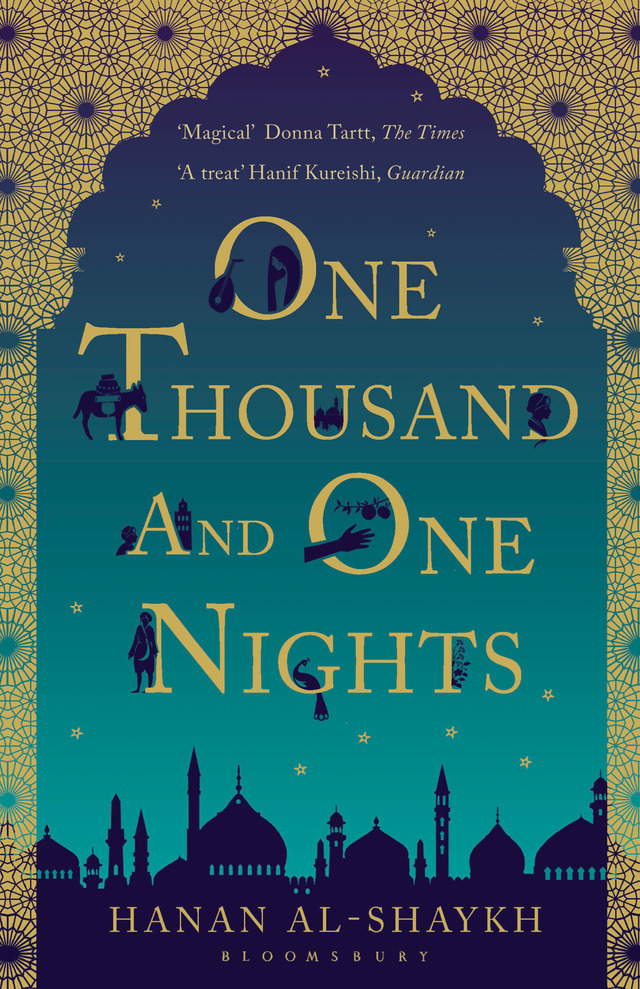 ‘Magical’ Donna Tartt, The Times
‘A treat’ Hanif Kureishi, Guardian
ONE
THOUSAND
AND ONE
NIGHTS
HANAN AL-SHAYKH
BLOOMSBURY